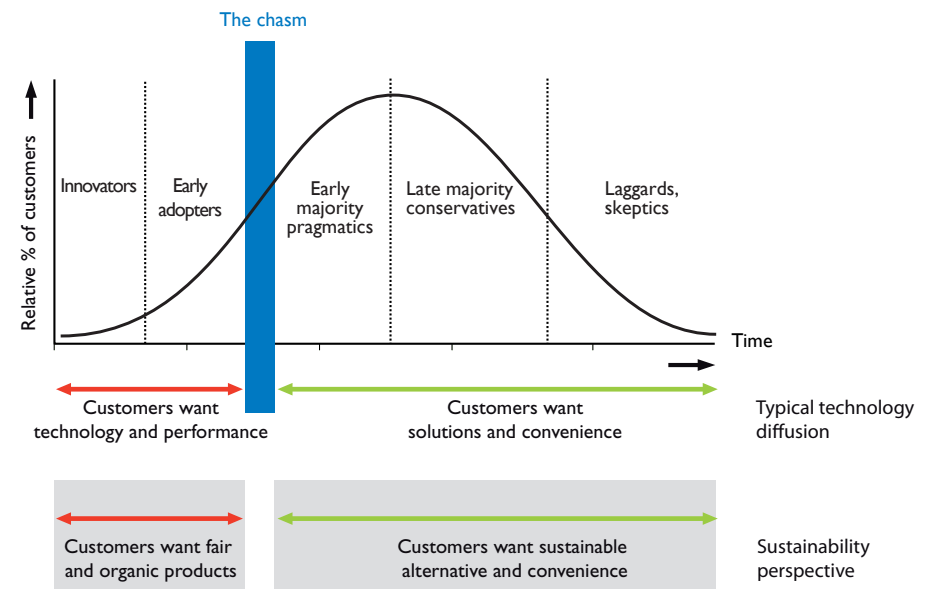 The chasm
Relative % of customers
Innovators
Early
adopters
Early
majority
pragmatics
Late majority
conservatives
Laggards,
skeptics
Time
Customers want
technology and performance
Customers want
solutions and convenience
Typical technology
diffusion
Customers want fair
and organic products
Customers want sustainable
alternative and convenience
Sustainability
perspective